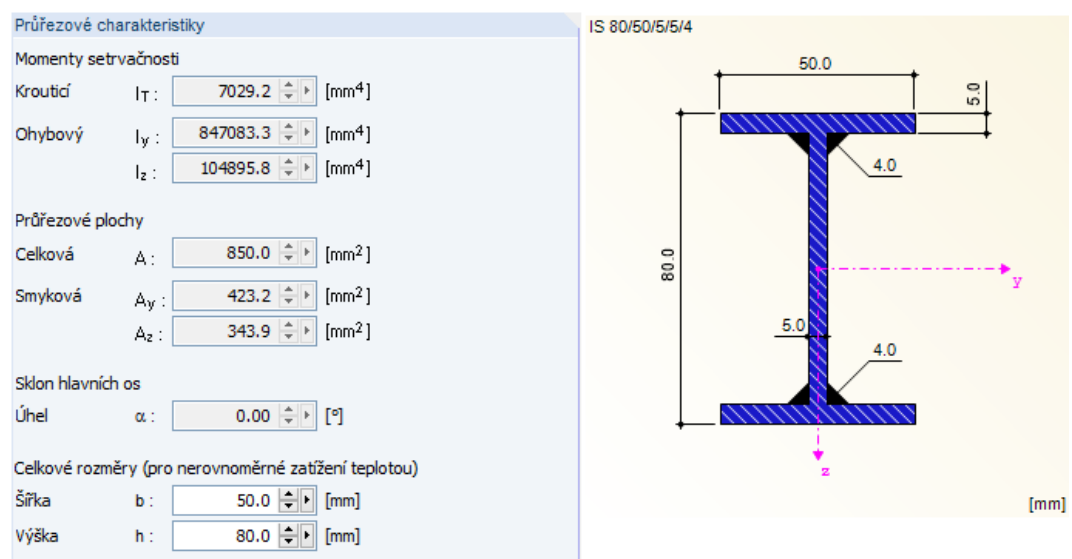 Průřezové charakteristiky
Momenty setrvačnosti
Krouticí I_T : 7029.2 [mm⁴]
Ohybový I_y : 847083.3 [mm⁴]
I_z : 104895.8 [mm⁴]
Průřezové plochy
Celková A : 850.0 [mm²]
Smyková A_y : 423.2 [mm²]
A_z : 343.9 [mm²]
Sklon hlavních os
Úhel α : 0.00 [°]
Celkové rozměry (pro nerovnoměrné zatížení teplotou)
Šířka b : 50.0 [mm]
Výška h : 80.0 [mm]
IS 80/50/5/5/4
50.0
5.0
4.0
80.0
y
5.0
4.0
z
[mm]